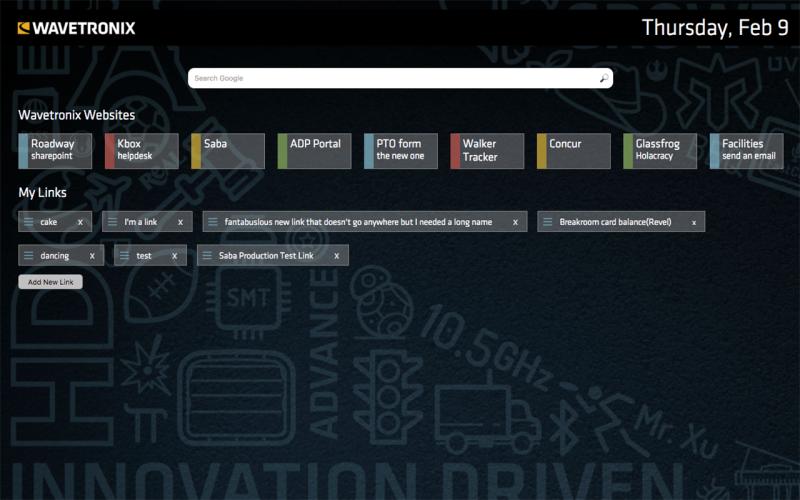 WAVETRONIX
Thursday, Feb 9
Search Google
Wavetronix Websites
Roadway
sharepoint
Kbox
helpdesk
Saba
ADP Portal
PTO form
the new one
Walker
Tracker
Concur
Glassfrog
Holacracy
Facilities
send an email
My Links
cake x
I'm a link x
fantabuslous new link that doesn't go anywhere but I needed a long name x
Breakroom card balance(Revel) x
dancing x
test x
Saba Production Test Link x
Add New Link
HD
SMT
ADVANCE
10.5GHz
Mr. Xu
INNOVATION DRIVEN